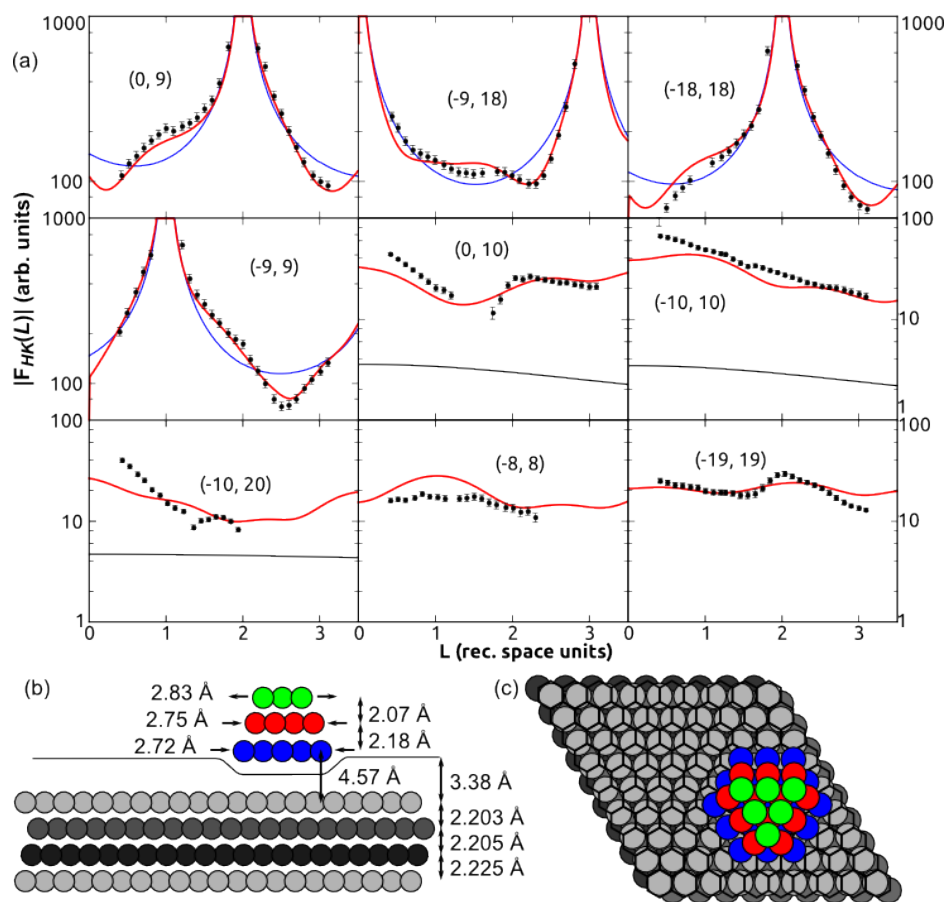 (a)
|F_HK(L)| (arb. units)
1000
100
(0, 9)
(-9, 18)
(-18, 18)
1000
100
1000
100
(-9, 9)
(0, 10)
(-10, 10)
100
10
1
(-10, 20)
(-8, 8)
(-19, 19)
10
1
100
10
1
0 1 2 3 0 1 2 3 0 1 2 3
L (rec. space units)
(b)
2.83 Å
2.75 Å
2.72 Å
2.07 Å
2.18 Å
4.57 Å
3.38 Å
2.203 Å
2.205 Å
2.225 Å
(c)